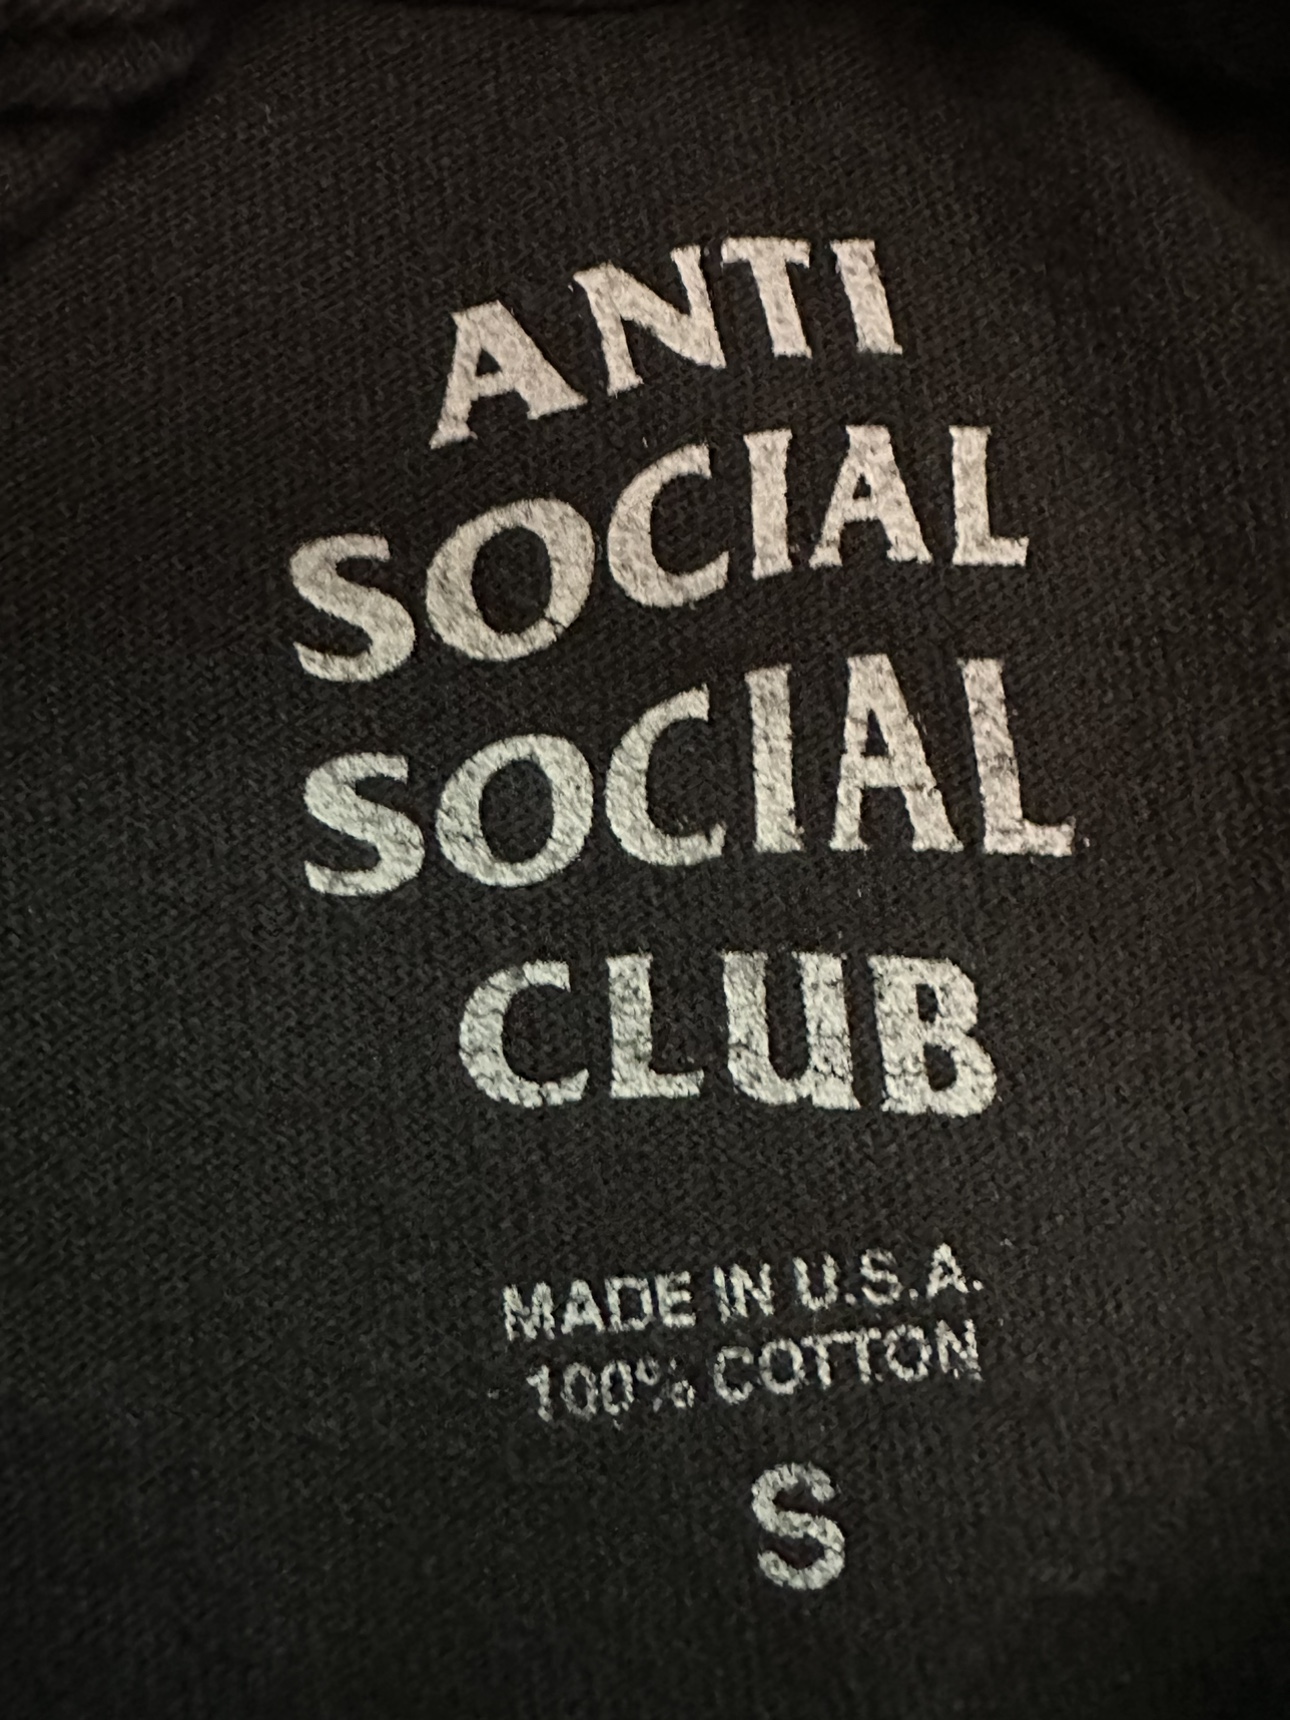 ANTI
SOCIAL
SOCIAL
CLUB
MADE IN U.S.A.
100% COTTON
S